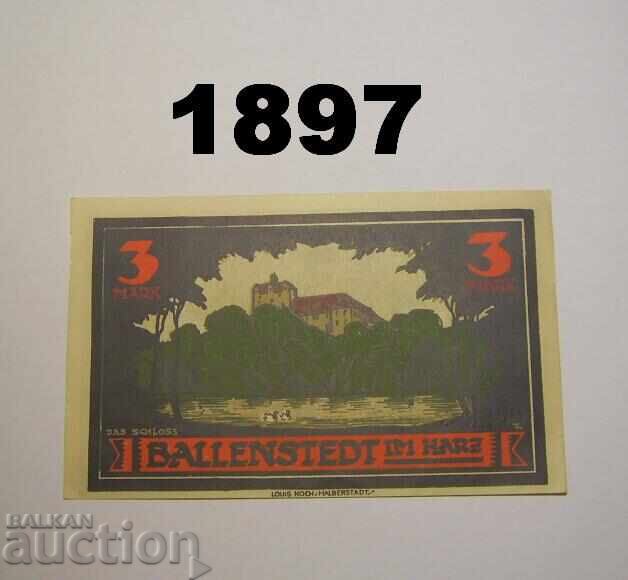 1897
3 3
MARK MARK
DAS SCHLOSS
BALLENSTEDT IM HARZ
LOUIS KOCH, HALBERSTADT.
BALKAN
auction